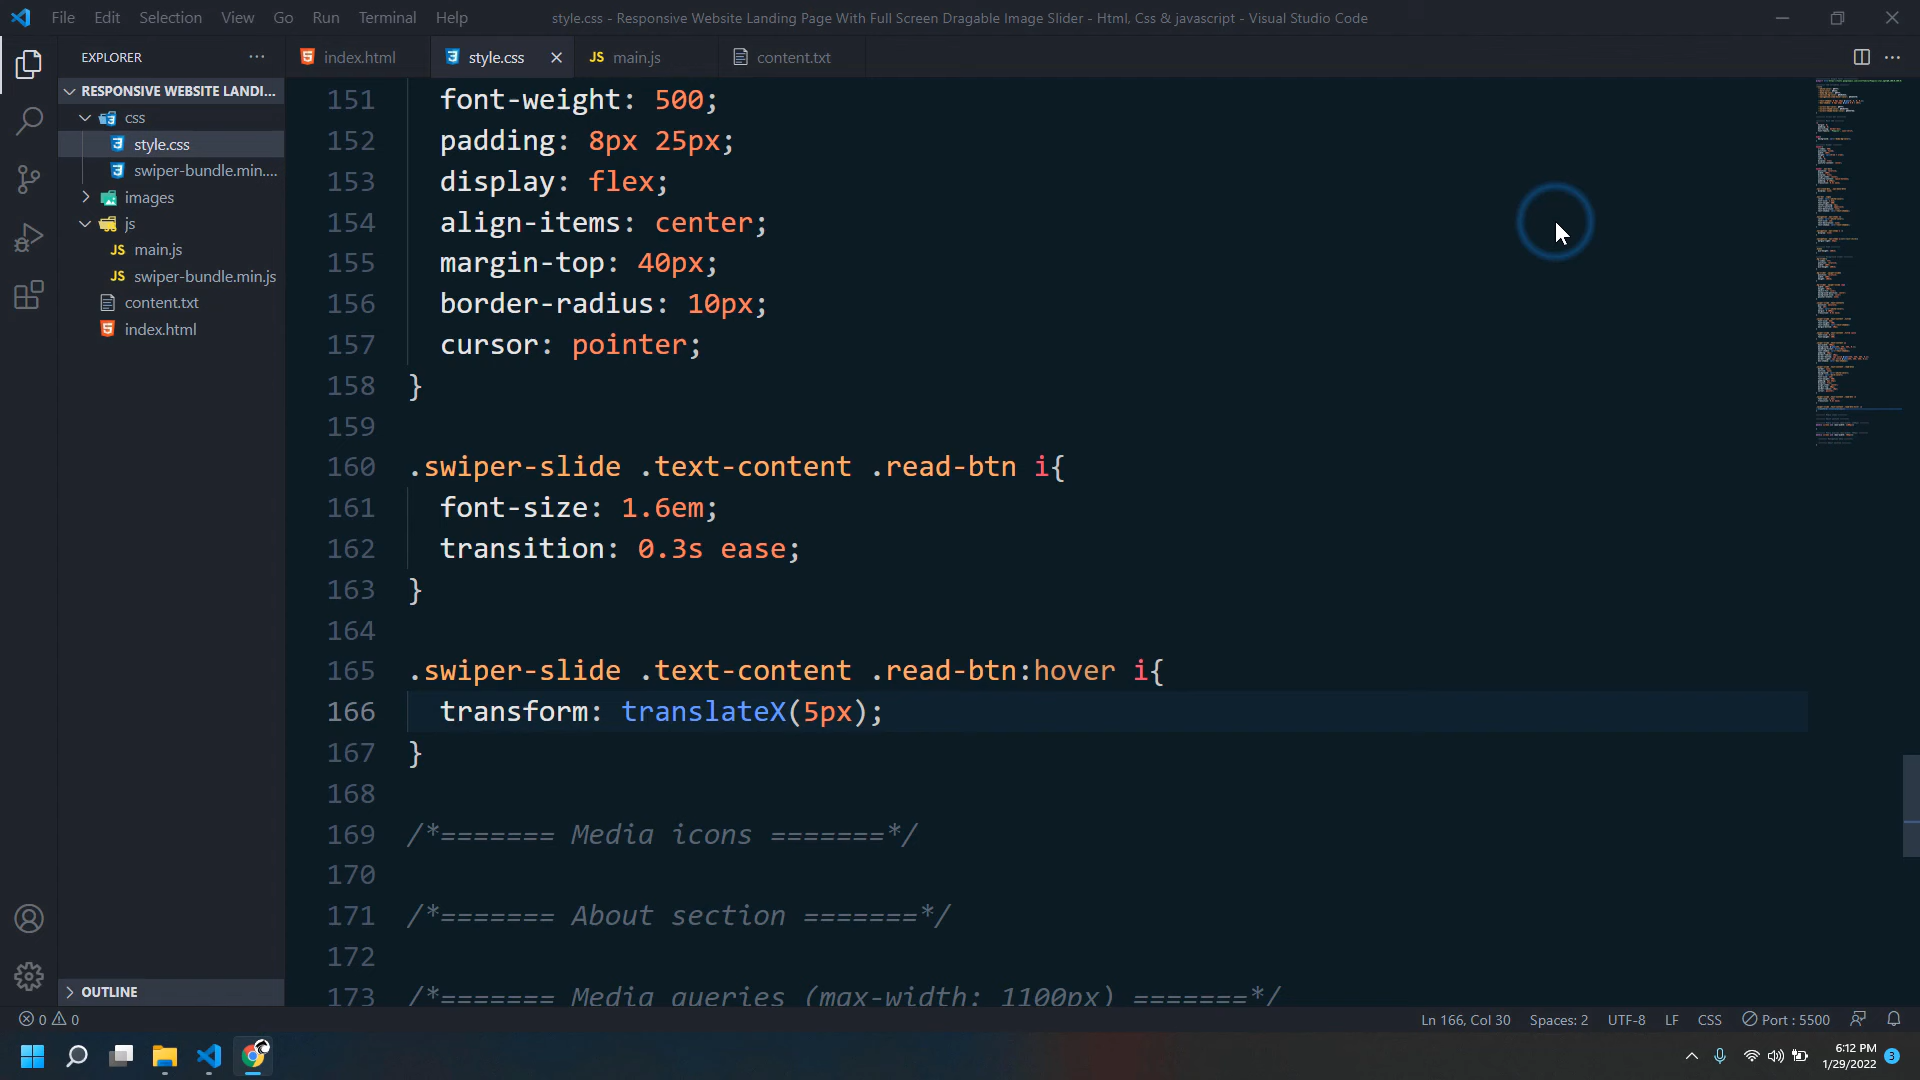 File Edit Selection View Go Run Terminal Help
style.css - Responsive Website Landing Page With Full Screen Dragable Image Slider - Html, Css & javascript - Visual Studio Code
EXPLORER
index.html
style.css
JS main.js
content.txt
RESPONSIVE WEBSITE LANDI...
css
style.css
swiper-bundle.min....
images
js
JS main.js
JS swiper-bundle.min.js
content.txt
index.html
OUTLINE
151 font-weight: 500;
152 padding: 8px 25px;
153 display: flex;
154 align-items: center;
155 margin-top: 40px;
156 border-radius: 10px;
157 cursor: pointer;
158 }
159
160 .swiper-slide .text-content .read-btn i{
161 font-size: 1.6em;
162 transition: 0.3s ease;
163 }
164
165 .swiper-slide .text-content .read-btn:hover i{
166 transform: translateX(5px);
167 }
168
169 /*======= Media icons =======*/
170
171 /*======= About section =======*/
172
173 /*======= Media queries (max-width: 1100px) =======*/
0 0
Ln 166, Col 30 Spaces: 2 UTF-8 LF CSS Port : 5500
6:12 PM
1/29/2022
3